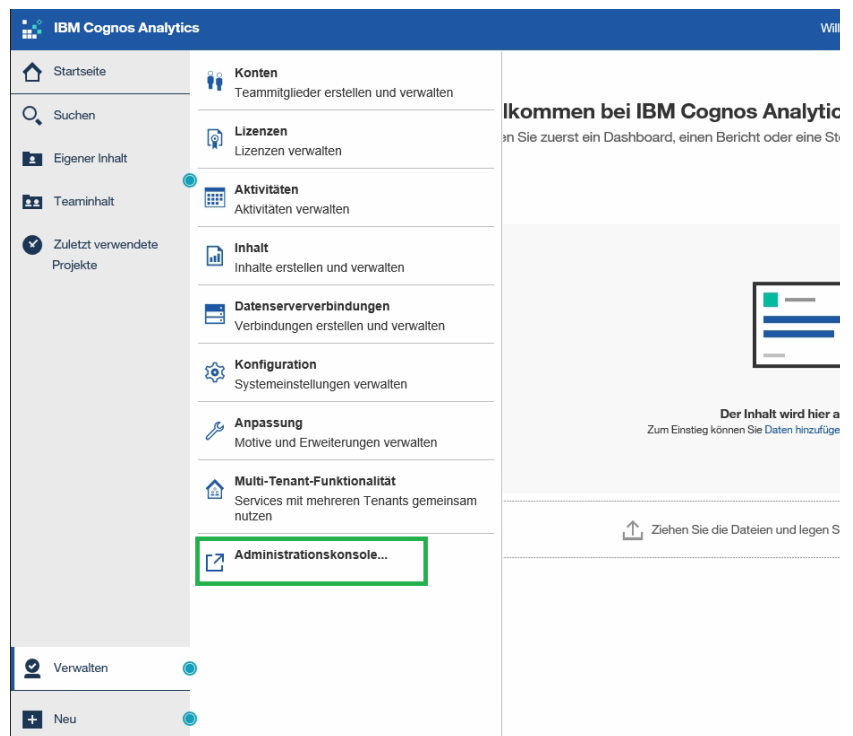 IBM Cognos Analytics
Startseite
Suchen
Eigener Inhalt
Teaminhalt
Zuletzt verwendete
Projekte
Verwalten
Neu
Konten
Teammitglieder erstellen und verwalten
Lizenzen
Lizenzen verwalten
Aktivitäten
Aktivitäten verwalten
Inhalt
Inhalte erstellen und verwalten
Datenserververbindungen
Verbindungen erstellen und verwalten
Konfiguration
Systemeinstellungen verwalten
Anpassung
Motive und Erweiterungen verwalten
Multi-Tenant-Funktionalität
Services mit mehreren Tenants gemeinsam
nutzen
Administrationskonsole...
Will
lkommen bei IBM Cognos Analytic
en Sie zuerst ein Dashboard, einen Bericht oder eine St
Der Inhalt wird hier a
Zum Einstieg können Sie Daten hinzufüge
Ziehen Sie die Dateien und legen S